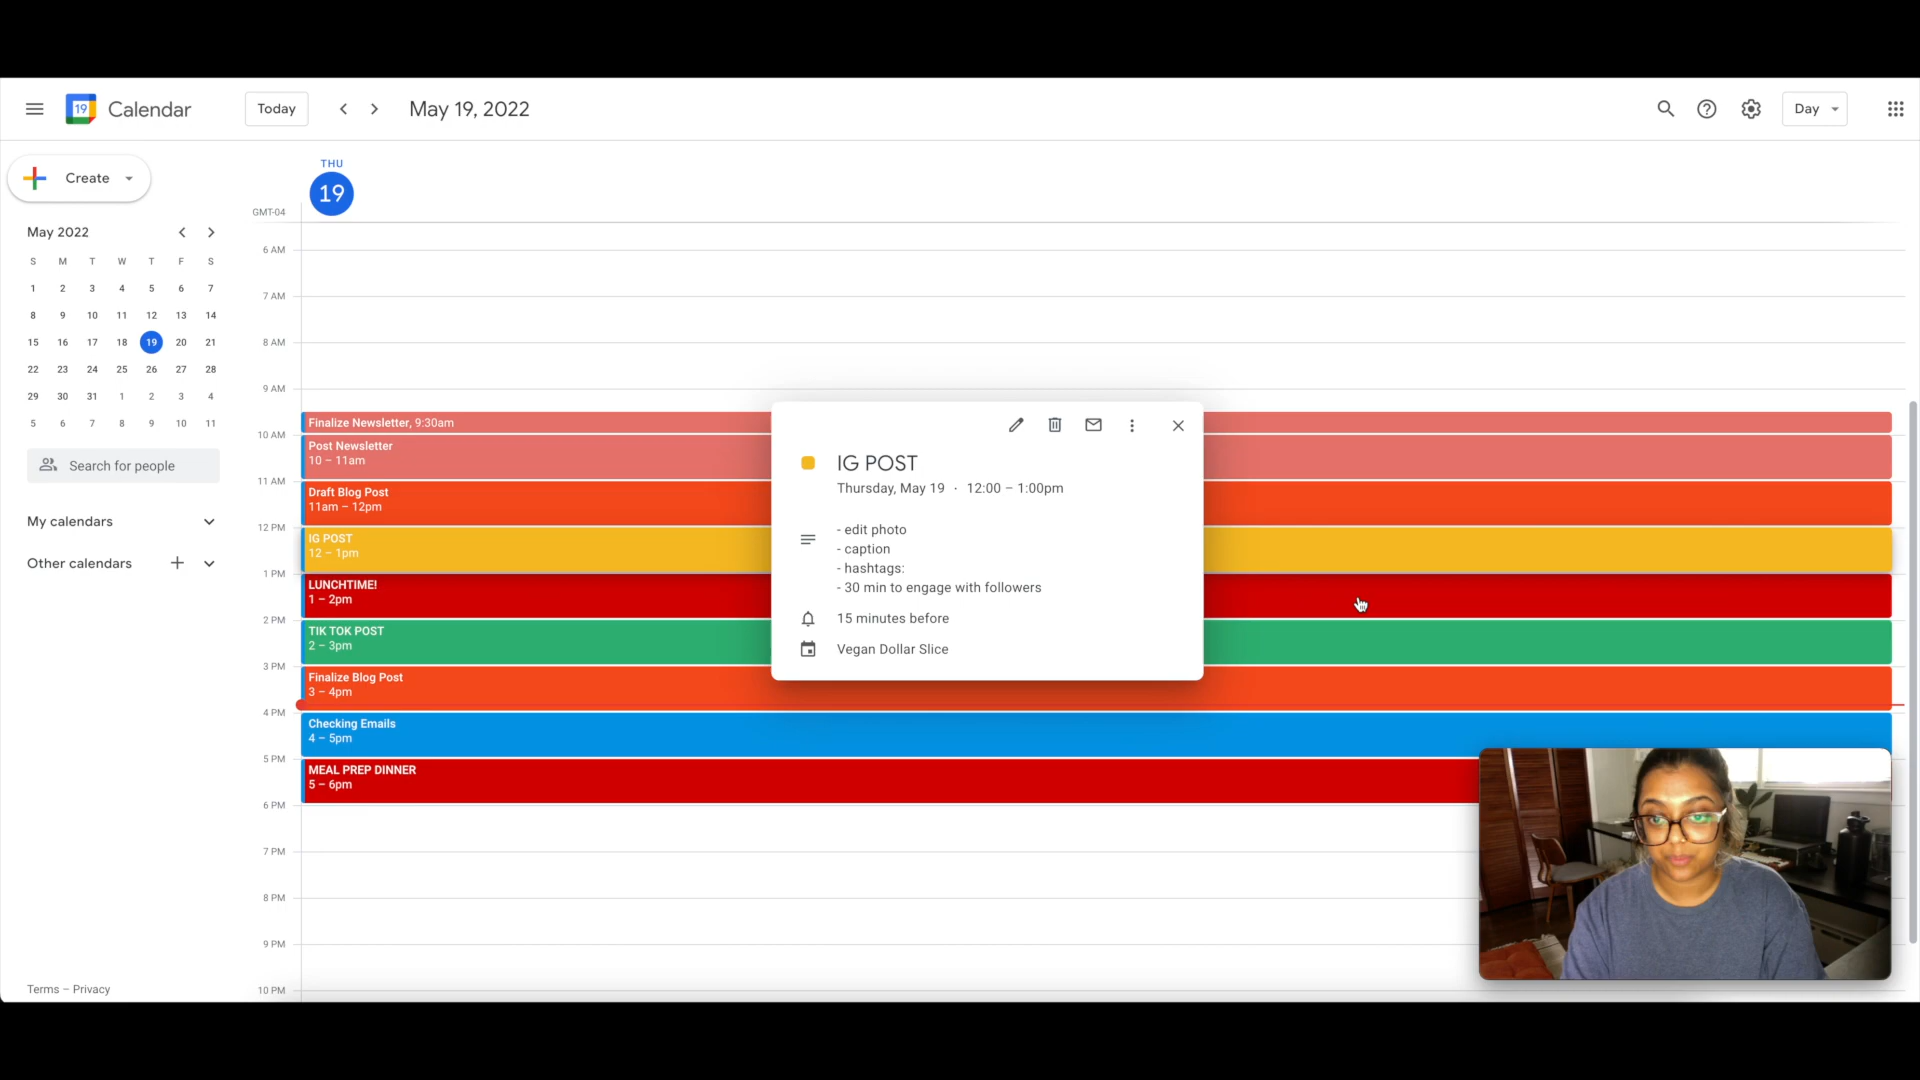 19
Calendar
Today
May 19, 2022
Day
Create
THU
19
GMT-04
May 2022
S M T W T F S
1 2 3 4 5 6 7
8 9 10 11 12 13 14
15 16 17 18 19 20 21
22 23 24 25 26 27 28
29 30 31 1 2 3 4
5 6 7 8 9 10 11
Search for people
My calendars
Other calendars
Terms – Privacy
6 AM
7 AM
8 AM
9 AM
10 AM
11 AM
12 PM
1 PM
2 PM
3 PM
4 PM
5 PM
6 PM
7 PM
8 PM
9 PM
10 PM
Finalize Newsletter, 9:30am
Post Newsletter
10 – 11am
Draft Blog Post
11am – 12pm
IG POST
12 – 1pm
LUNCHTIME!
1 – 2pm
TIK TOK POST
2 – 3pm
Finalize Blog Post
3 – 4pm
Checking Emails
4 – 5pm
MEAL PREP DINNER
5 – 6pm
IG POST
Thursday, May 19 · 12:00 – 1:00pm
- edit photo
- caption
- hashtags:
- 30 min to engage with followers
15 minutes before
Vegan Dollar Slice